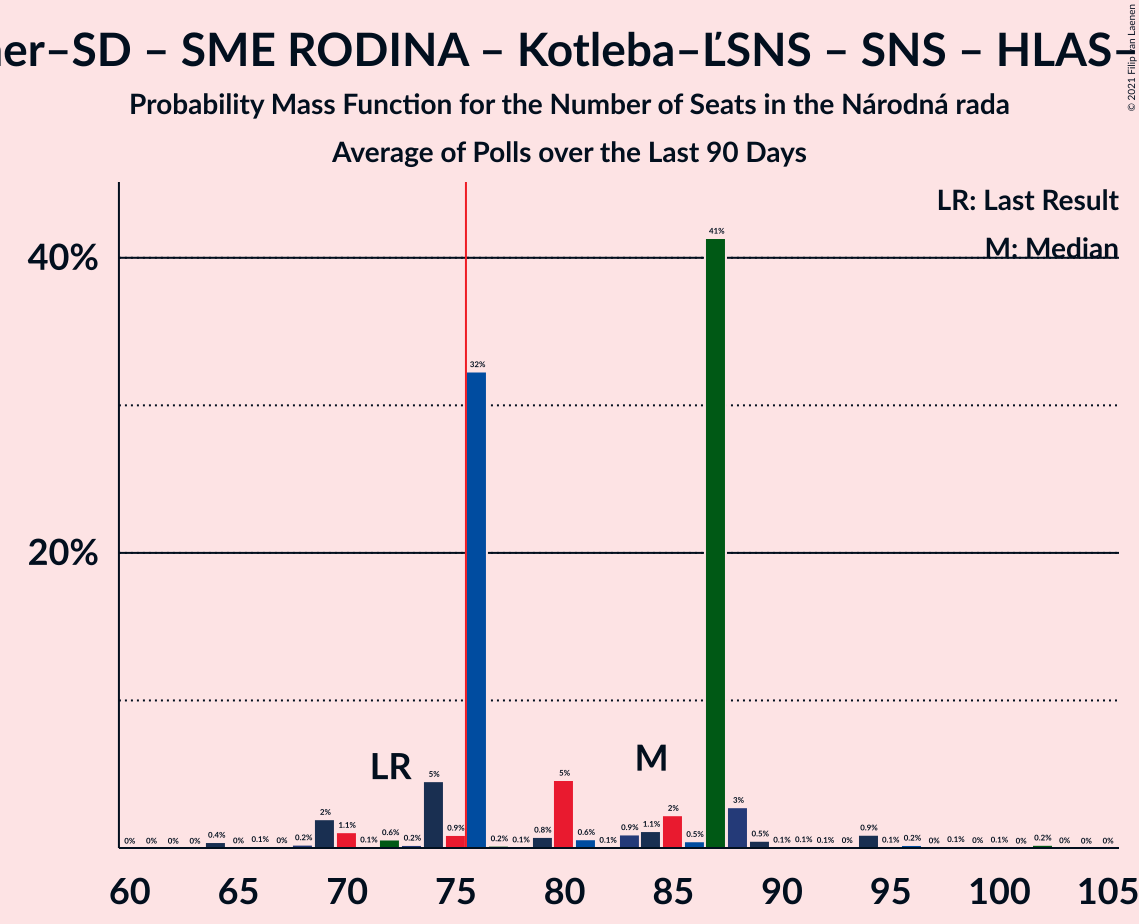 er–SD – SME RODINA – Kotleba–ĽSNS – SNS – HLAS–
© 2021 Filip van Laenen
Probability Mass Function for the Number of Seats in the Národná rada
Average of Polls over the Last 90 Days
LR: Last Result
M: Median
40%
20%
LR
M
0% 0% 0% 0% 0.4% 0% 0.1% 0% 0.2% 2% 1.1% 0.1% 0.6% 0.2% 5% 0.9% 32% 0.2% 0.1% 0.8% 5% 0.6% 0.1% 0.9% 1.1% 2% 0.5% 41% 3% 0.5% 0.1% 0.1% 0.1% 0% 0.9% 0.1% 0.2% 0% 0.1% 0% 0.1% 0% 0.2% 0% 0% 0%
60 65 70 75 80 85 90 95 100 105